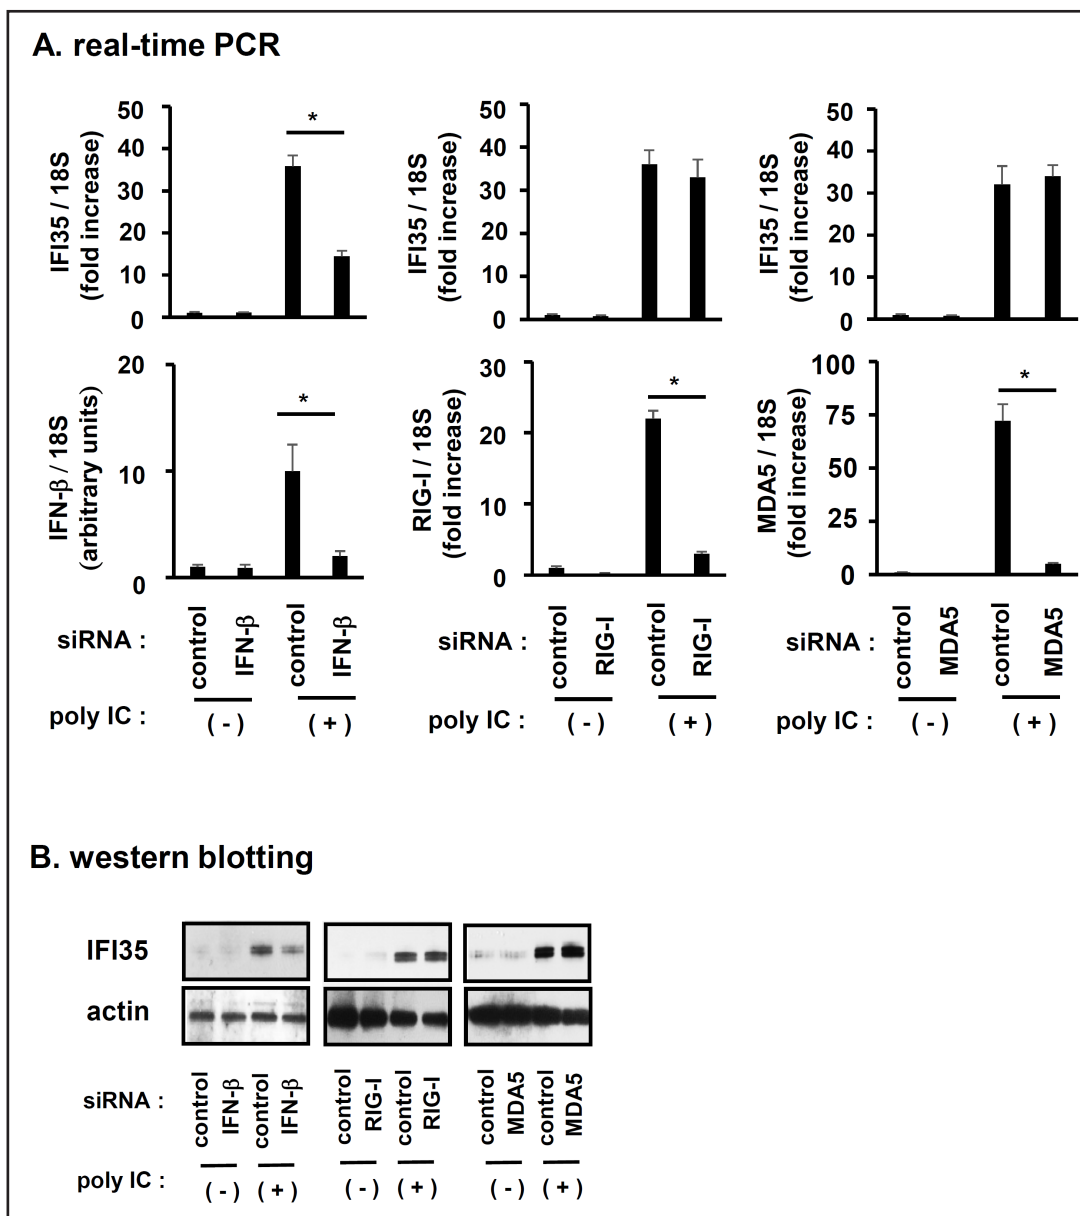 A. real-time PCR
IFI35 / 18S
(fold increase)
50
40
30
20
10
0
*
IFI35 / 18S
(fold increase)
50
40
30
20
10
0
IFI35 / 18S
(fold increase)
50
40
30
20
10
0
IFN-β / 18S
(arbitrary units)
20
10
0
*
RIG-I / 18S
(fold increase)
30
20
10
0
*
MDA5 / 18S
(fold increase)
100
75
50
25
0
*
siRNA : control IFN-β control IFN-β
poly IC : ( - ) ( + )
siRNA : control RIG-I control RIG-I
poly IC : ( - ) ( + )
siRNA : control MDA5 control MDA5
poly IC : ( - ) ( + )
B. western blotting
IFI35
actin
siRNA : control IFN-β control IFN-β control RIG-I control RIG-I control MDA5 control MDA5
poly IC : ( - ) ( + ) ( - ) ( + ) ( - ) ( + )